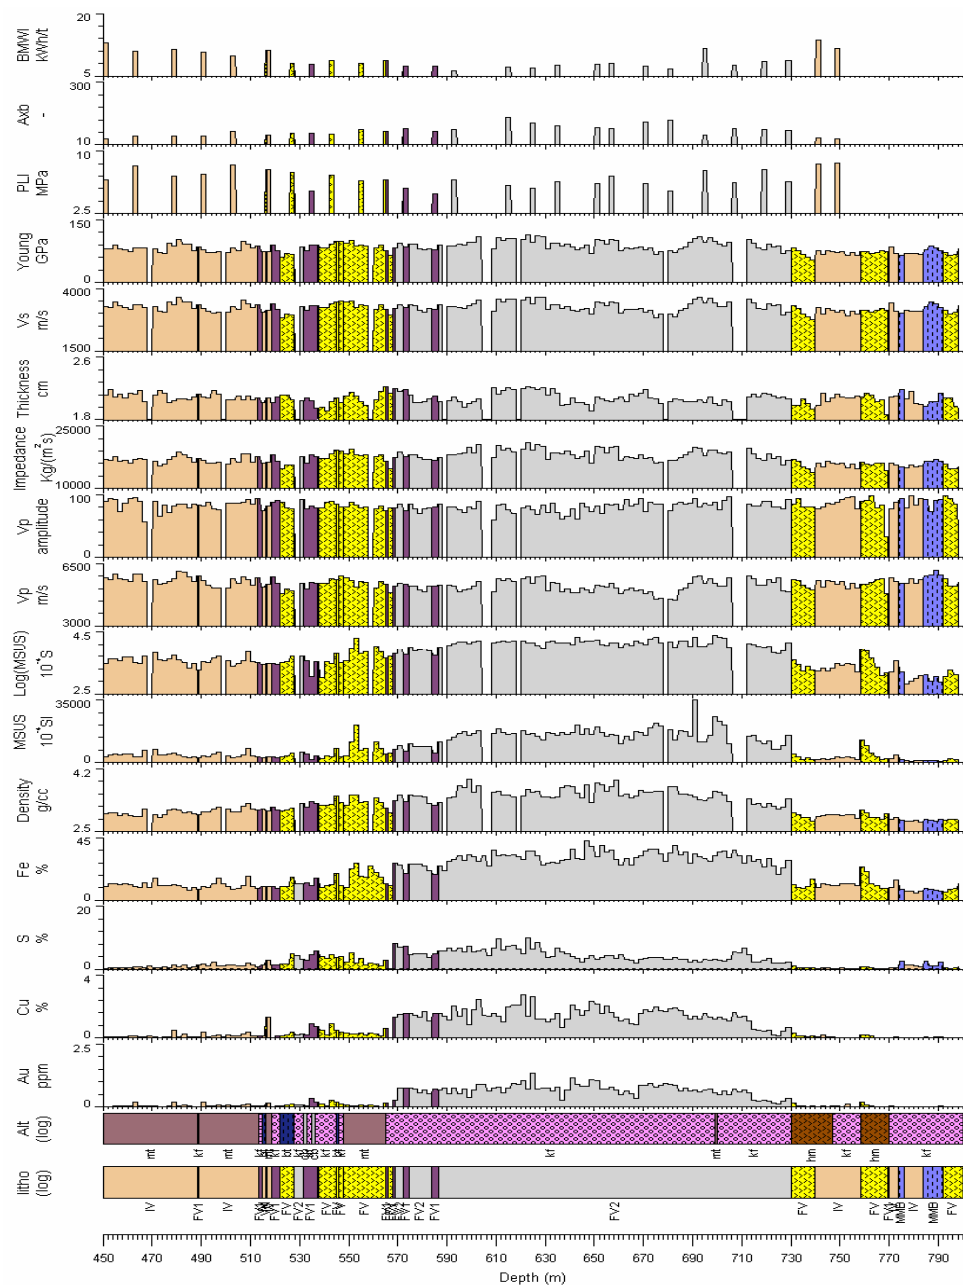 20
BMWI
kWh/t
5
300
Axb
-
10
10
PLI
MPa
2.5
150
Young
GPa
0
4000
Vs
m/s
1500
2.6
Thickness
cm
1.8
25000
Impedance
Kg/(m²s)
10000
100
Vp
amplitude
0
6500
Vp
m/s
3000
4.5
Log(MSUS)
2.5
35000
MSUS
0
4.2
Density
g/cc
2.5
45
Fe
%
0
20
S
%
0
4
Cu
%
0
2.5
Au
ppm
0
Alt
(log)
mt kf mt kf bt kf mt kf mt kf hm kf hm kf
litho
(log)
IV FV1 IV FV1 FV FV2 FV1 FV FV FV2 FV1 FV2 FV IV FV MMB IV MMB FV
450 470 490 510 530 550 570 590 610 630 650 670 690 710 730 750 770 790
Depth (m)